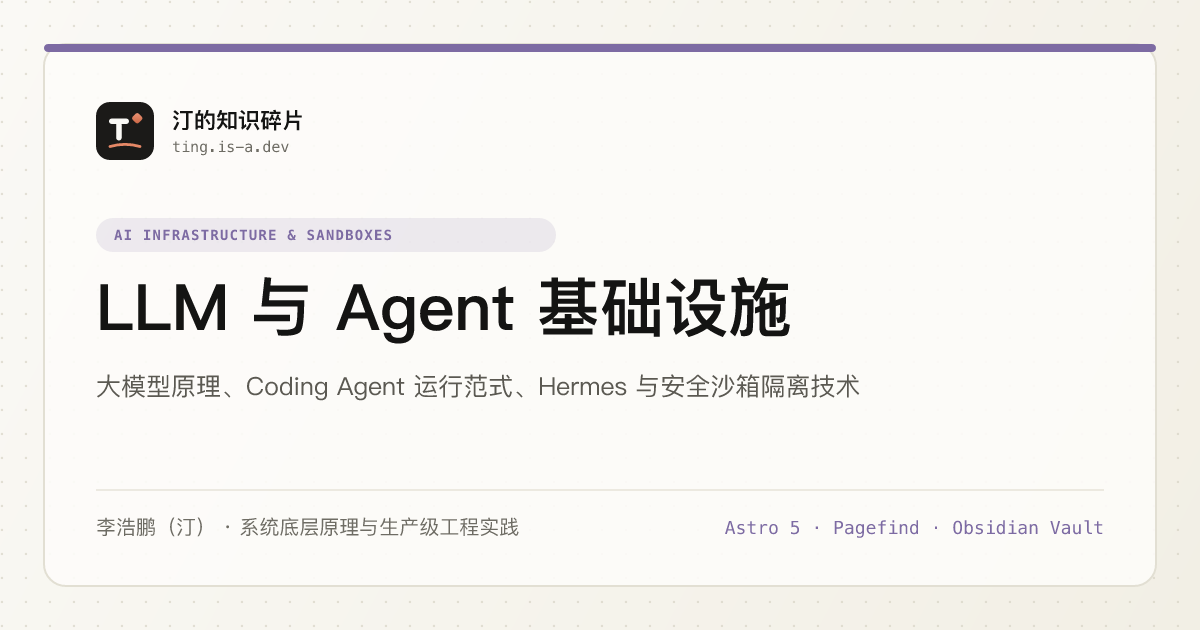 汀的知识碎片
ting.is-a.dev
AI INFRASTRUCTURE & SANDBOXES
LLM 与 Agent 基础设施
大模型原理、Coding Agent 运行范式、Hermes 与安全沙箱隔离技术
李浩鹏（汀） · 系统底层原理与生产级工程实践
Astro 5 · Pagefind · Obsidian Vault